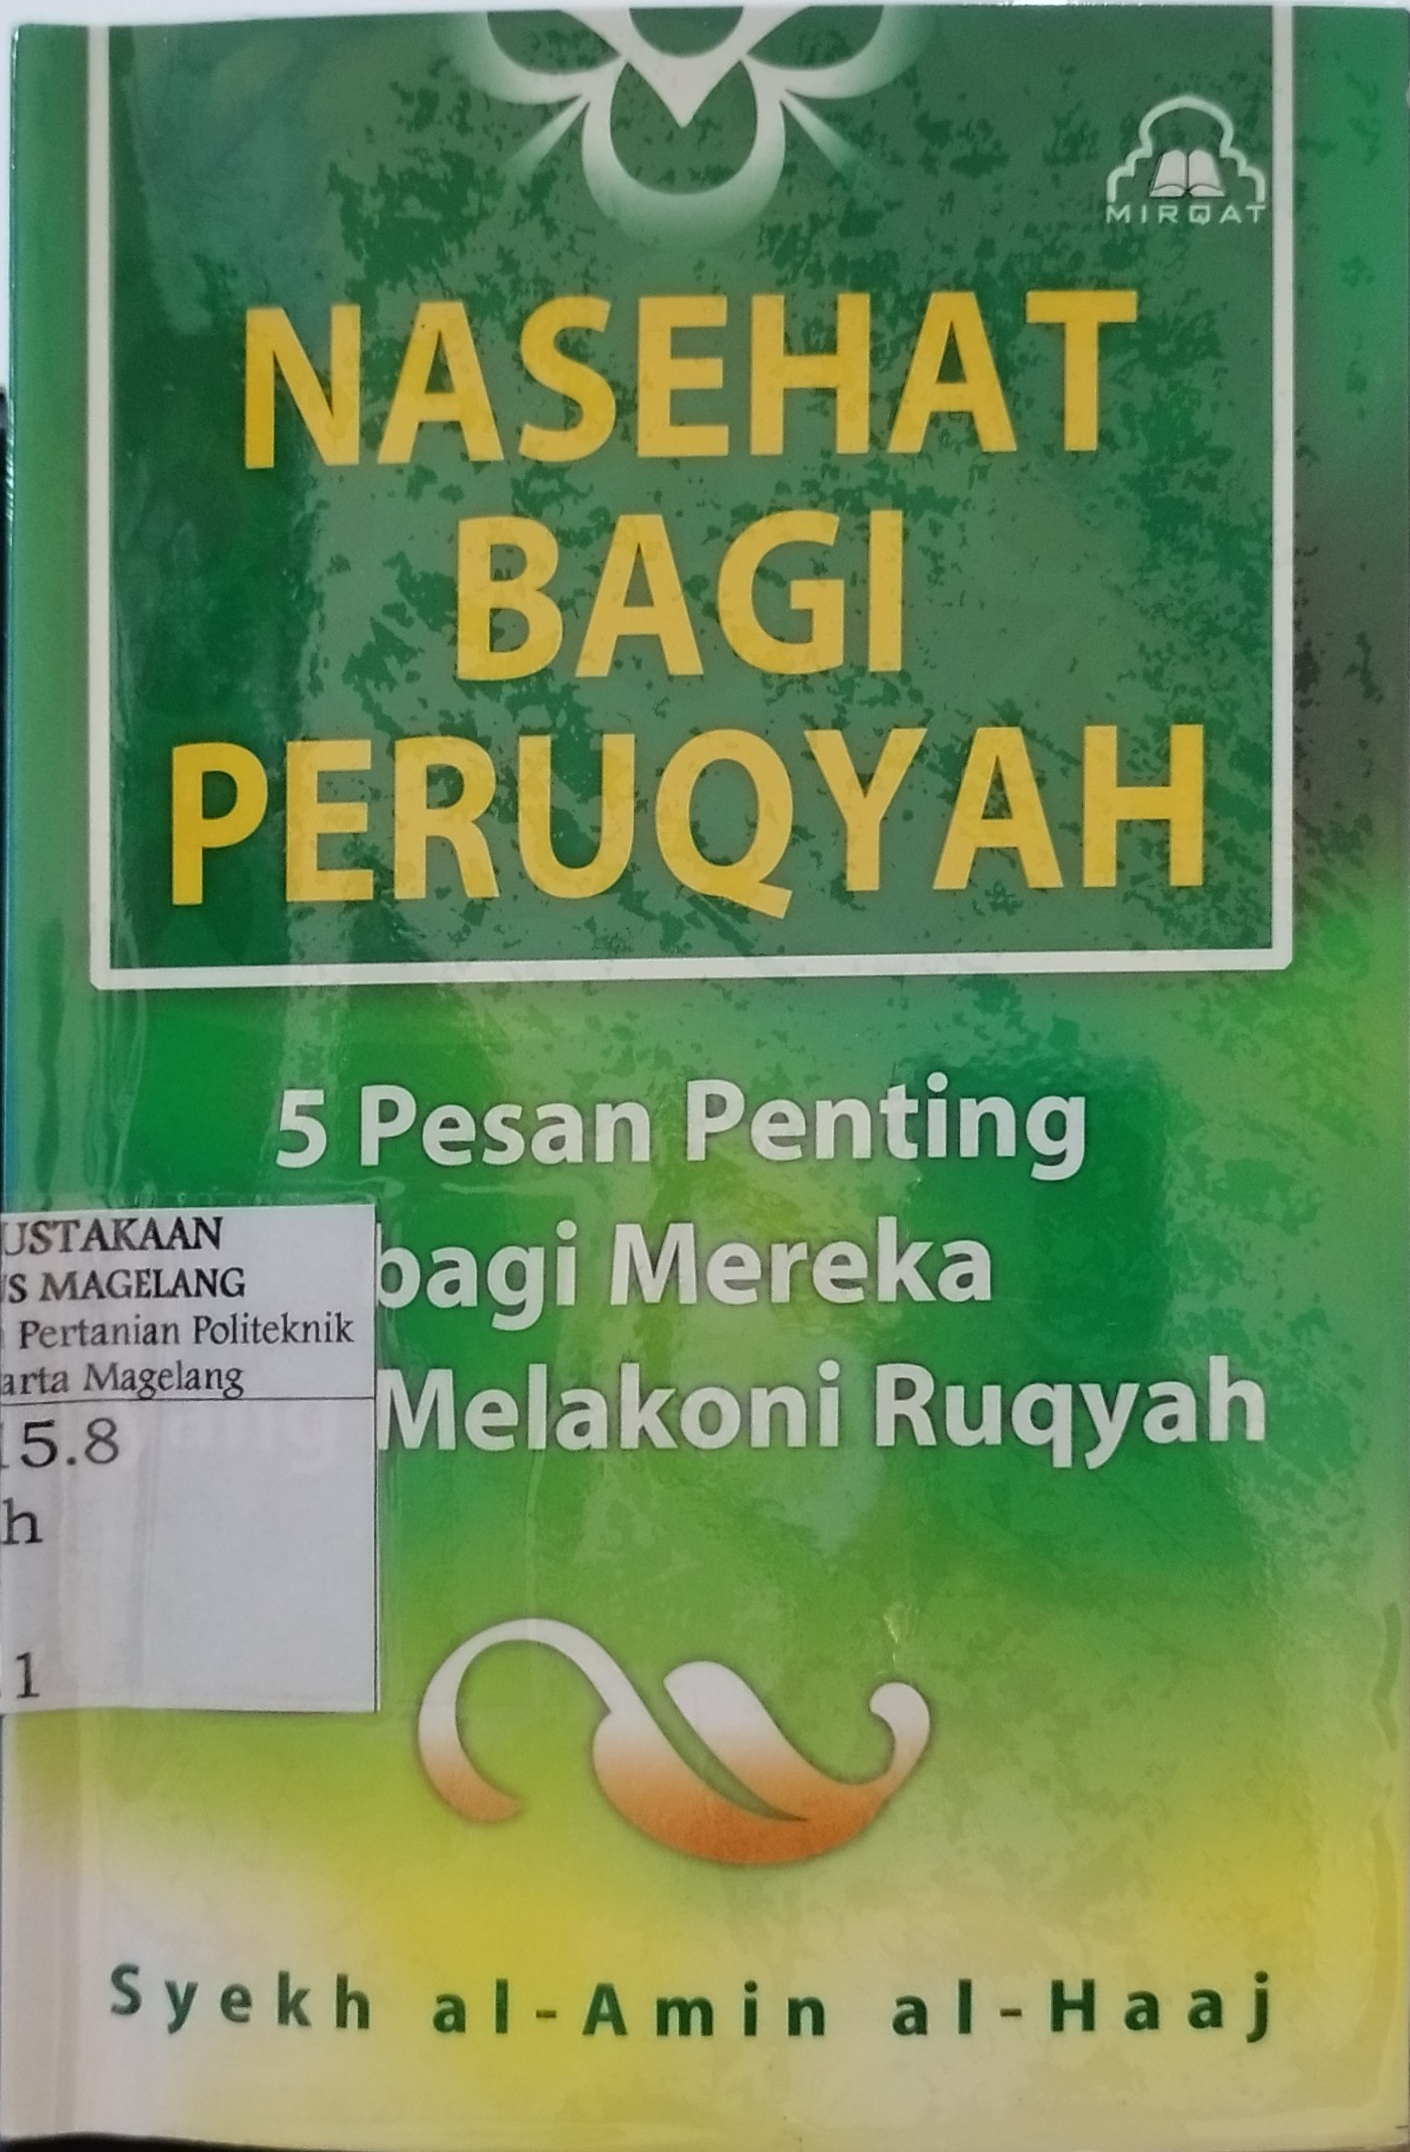 MIRQAT
NASEHAT
BAGI
PERUQYAH
5 Pesan Penting
bagi Mereka
Melakoni Ruqyah
USTAKAAN
S MAGELANG
Pertanian Politeknik
arta Magelang
5.8
h
1
Syekh al-Amin al-Haaj